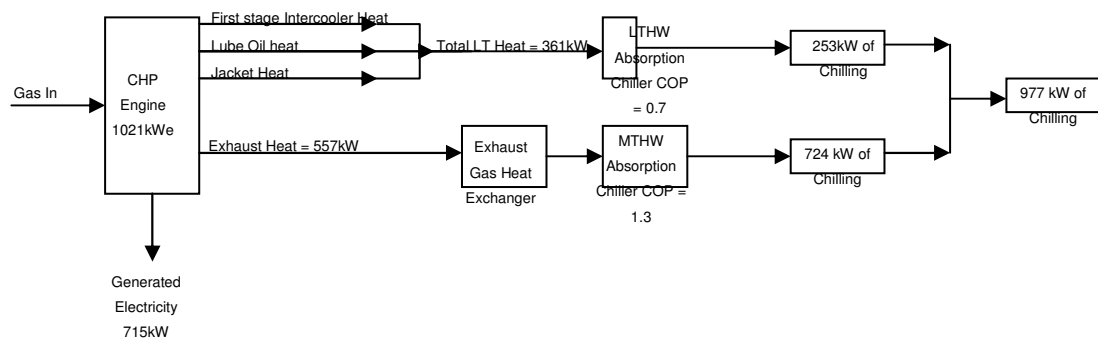 First stage Intercooler Heat
Lube Oil heat
Jacket Heat
Total LT Heat = 361kW
Gas In
CHP
Engine
1021kWe
LTHW
Absorption
Chiller COP
= 0.7
253kW of
Chilling
977 kW of
Chilling
Exhaust Heat = 557kW
Exhaust
Gas Heat
Exchanger
MTHW
Absorption
Chiller COP =
1.3
724 kW of
Chilling
Generated
Electricity
715kW